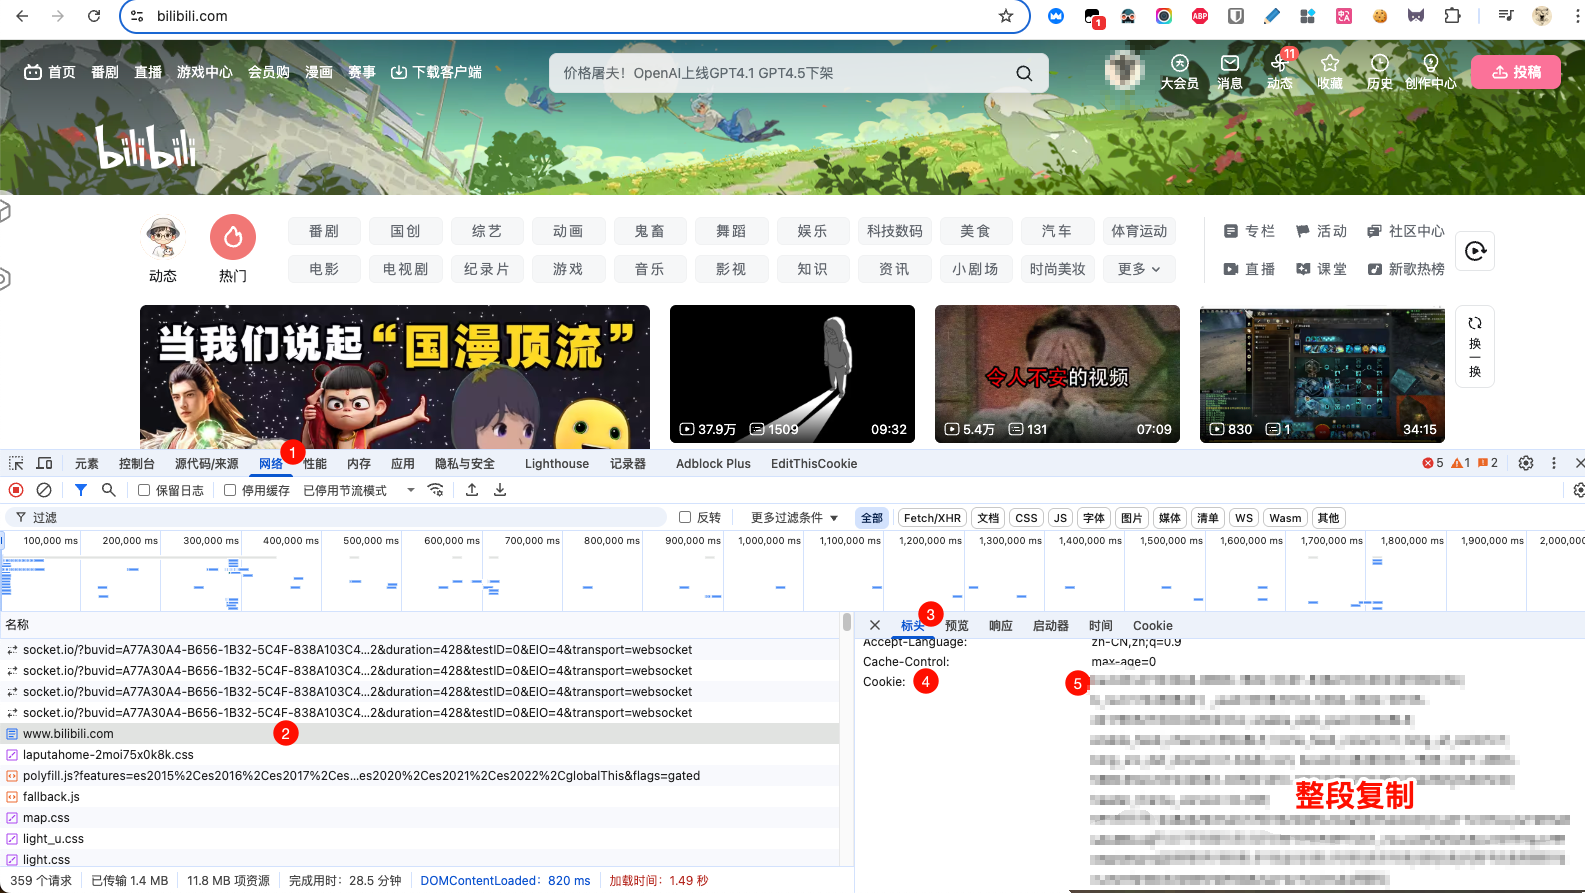 bilibili.com
1
ABP
首页 番剧 直播 游戏中心 会员购 漫画 赛事 下载客户端
价格屠夫！OpenAI上线GPT4.1 GPT4.5下架
11
大会员 消息 动态 收藏 历史 创作中心
投稿
bilibili
动态 热门
番剧 国创 综艺 动画 鬼畜 舞蹈 娱乐 科技数码 美食 汽车 体育运动
电影 电视剧 纪录片 游戏 音乐 影视 知识 资讯 小剧场 时尚美妆 更多
专栏 活动 社区中心
直播 课堂 新歌热榜
换一换
当我们说起“国漫顶流”
37.9万 1509 09:32
令人不安的视频
5.4万 131 07:09
830 1 34:15
元素 控制台 源代码/来源 网络 1 性能 内存 应用 隐私与安全 Lighthouse 记录器 Adblock Plus EditThisCookie
5 1 2
保留日志 停用缓存 已停用节流模式
过滤 反转 更多过滤条件 全部 Fetch/XHR 文档 CSS JS 字体 图片 媒体 清单 WS Wasm 其他
100,000 ms 200,000 ms 300,000 ms 400,000 ms 500,000 ms 600,000 ms 700,000 ms 800,000 ms 900,000 ms 1,000,000 ms 1,100,000 ms 1,200,000 ms 1,300,000 ms 1,400,000 ms 1,500,000 ms 1,600,000 ms 1,700,000 ms 1,800,000 ms 1,900,000 ms 2,000,00
名称
socket.io/?buvid=A77A30A4-B656-1B32-5C4F-838A103C4...2&duration=428&testID=0&EIO=4&transport=websocket
socket.io/?buvid=A77A30A4-B656-1B32-5C4F-838A103C4...2&duration=428&testID=0&EIO=4&transport=websocket
socket.io/?buvid=A77A30A4-B656-1B32-5C4F-838A103C4...2&duration=428&testID=0&EIO=4&transport=websocket
socket.io/?buvid=A77A30A4-B656-1B32-5C4F-838A103C4...2&duration=428&testID=0&EIO=4&transport=websocket
www.bilibili.com 2
laputahome-2moi75x0k8k.css
polyfill.js?features=es2015%2Ces2016%2Ces2017%2Ces...es2020%2Ces2021%2Ces2022%2CglobalThis&flags=gated
fallback.js
map.css
light_u.css
light.css
标头 3 预览 响应 启动器 时间 Cookie
Accept-Language: zh-CN,zh;q=0.9
Cache-Control: max-age=0
Cookie: 4 5
整段复制
359 个请求 已传输 1.4 MB 11.8 MB 项资源 完成用时：28.5 分钟 DOMContentLoaded：820 ms 加载时间：1.49 秒